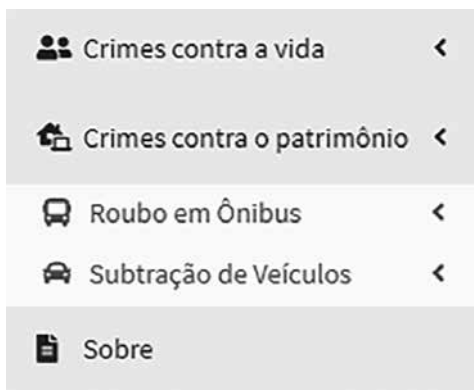 Crimes contra a vida
Crimes contra o patrimônio
Roubo em Ônibus
Subtração de Veículos
Sobre